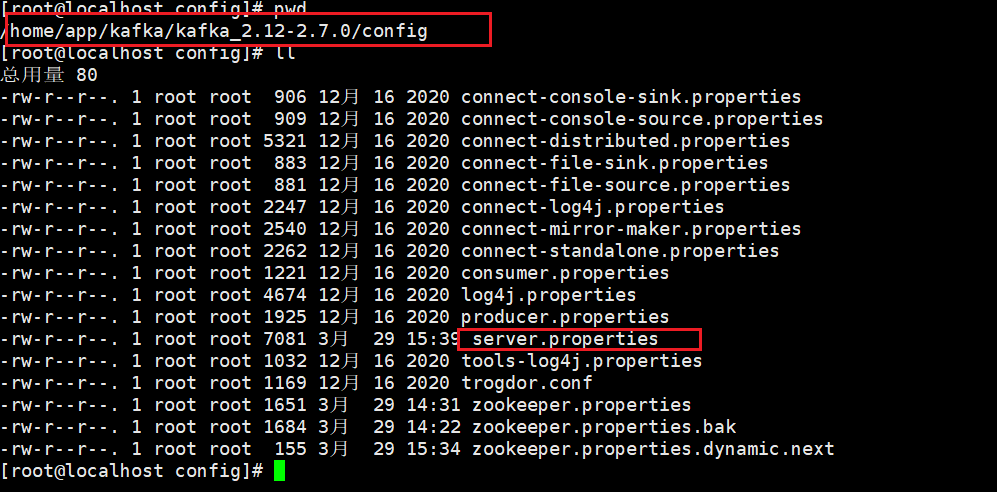 [root@localhost config]# pwd
/home/app/kafka/kafka_2.12-2.7.0/config
[root@localhost config]# ll
总用量 80
-rw-r--r--. 1 root root  906 12月 16 2020 connect-console-sink.properties
-rw-r--r--. 1 root root  909 12月 16 2020 connect-console-source.properties
-rw-r--r--. 1 root root 5321 12月 16 2020 connect-distributed.properties
-rw-r--r--. 1 root root  883 12月 16 2020 connect-file-sink.properties
-rw-r--r--. 1 root root  881 12月 16 2020 connect-file-source.properties
-rw-r--r--. 1 root root 2247 12月 16 2020 connect-log4j.properties
-rw-r--r--. 1 root root 2540 12月 16 2020 connect-mirror-maker.properties
-rw-r--r--. 1 root root 2262 12月 16 2020 connect-standalone.properties
-rw-r--r--. 1 root root 1221 12月 16 2020 consumer.properties
-rw-r--r--. 1 root root 4674 12月 16 2020 log4j.properties
-rw-r--r--. 1 root root 1925 12月 16 2020 producer.properties
-rw-r--r--. 1 root root 7081 3月  29 15:39 server.properties
-rw-r--r--. 1 root root 1032 12月 16 2020 tools-log4j.properties
-rw-r--r--. 1 root root 1169 12月 16 2020 trogdor.conf
-rw-r--r--. 1 root root 1651 3月  29 14:31 zookeeper.properties
-rw-r--r--. 1 root root 1684 3月  29 14:22 zookeeper.properties.bak
-rw-r--r--. 1 root root  155 3月  29 15:34 zookeeper.properties.dynamic.next
[root@localhost config]#